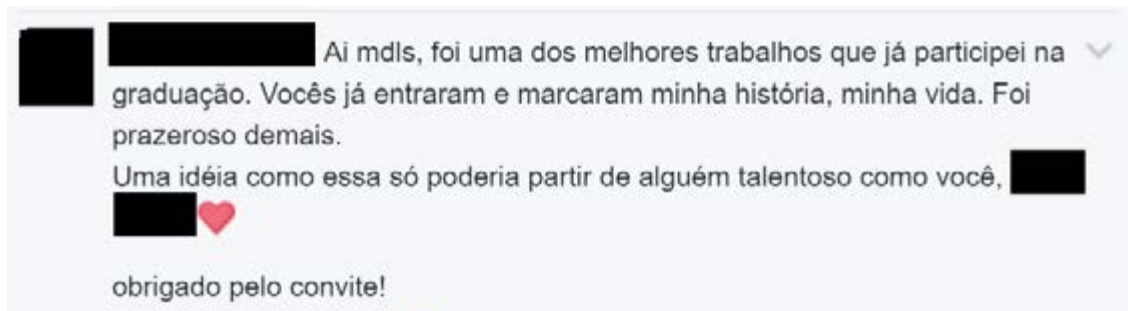 Ai mdls, foi uma dos melhores trabalhos que já participei na
graduação. Vocês já entraram e marcaram minha história, minha vida. Foi
prazeroso demais.
Uma idéia como essa só poderia partir de alguém talentoso como você,
❤
obrigado pelo convite!